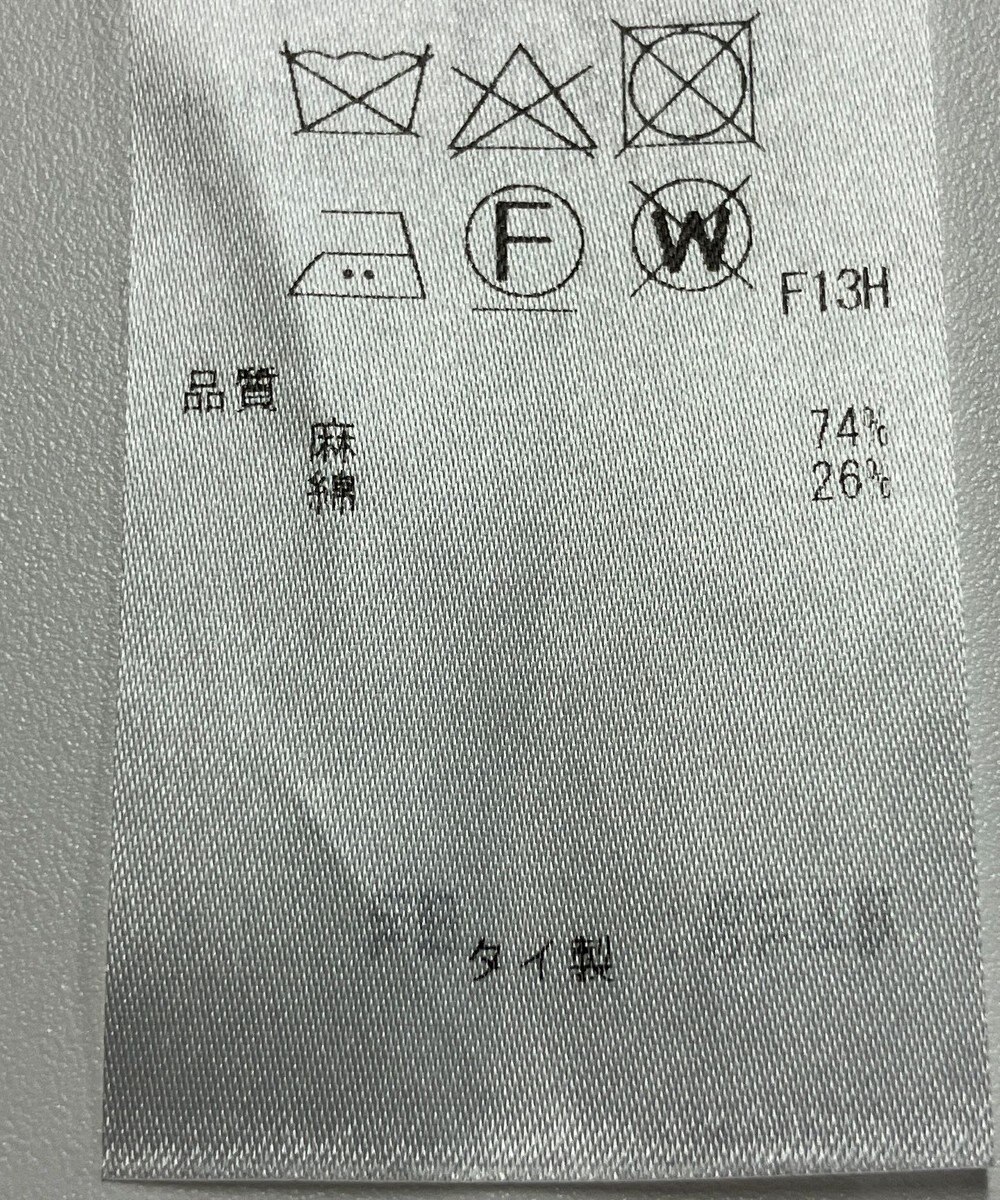 F W
F13H
品質
麻 74%
綿 26%
タイ製